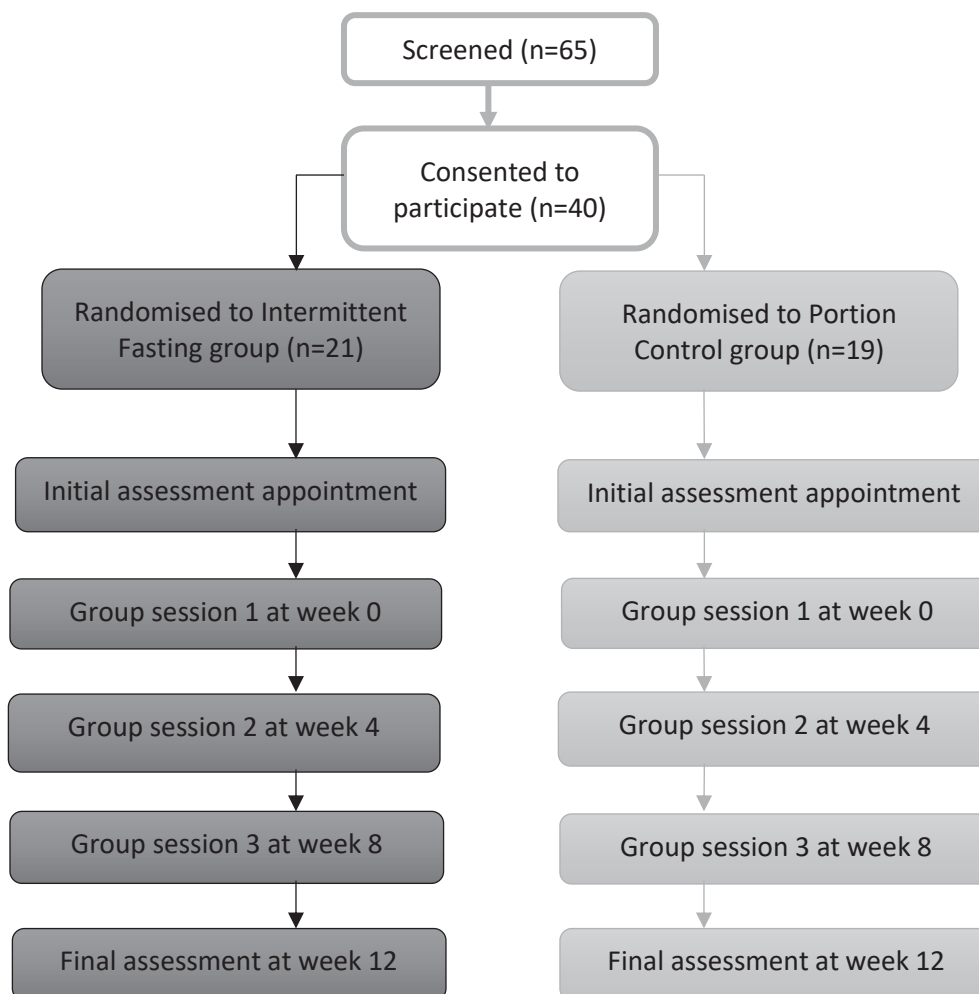 Screened (n=65)
Consented to
participate (n=40)
Randomised to Intermittent
Fasting group (n=21)
Randomised to Portion
Control group (n=19)
Initial assessment appointment
Initial assessment appointment
Group session 1 at week 0
Group session 1 at week 0
Group session 2 at week 4
Group session 2 at week 4
Group session 3 at week 8
Group session 3 at week 8
Final assessment at week 12
Final assessment at week 12